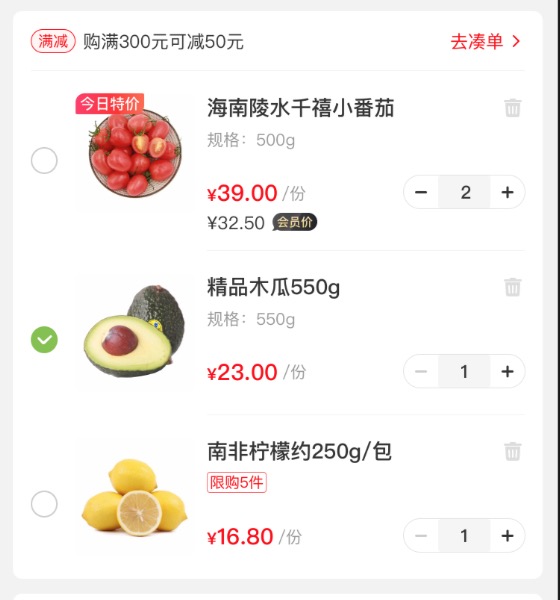 满减 购满300元可减50元 去凑单
今日特价
海南陵水千禧小番茄
规格：500g
¥39.00 /份 2
¥32.50 会员价
精品木瓜550g
规格：550g
¥23.00 /份 1
南非柠檬约250g/包
限购5件
¥16.80 /份 1